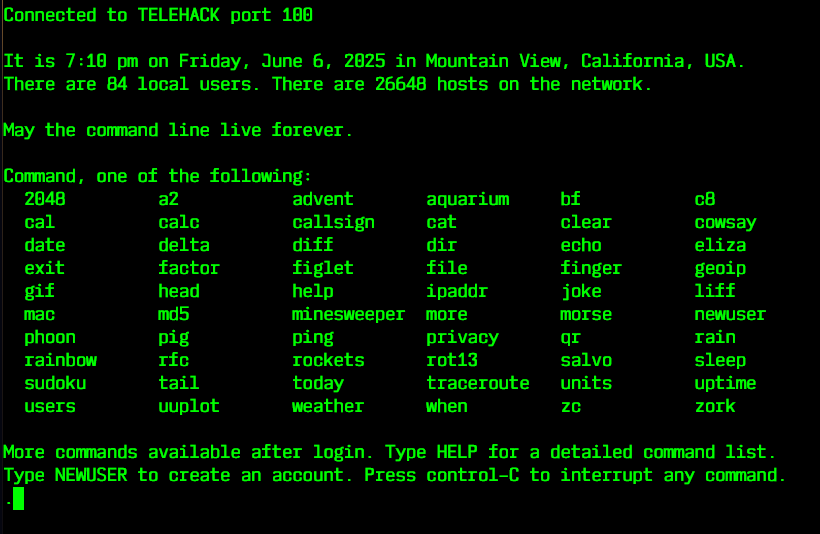 Connected to TELEHACK port 100
It is 7:10 pm on Friday, June 6, 2025 in Mountain View, California, USA.
There are 84 local users. There are 26648 hosts on the network.
May the command line live forever.
Command, one of the following:
2048 a2 advent aquarium bf c8
cal calc callsign cat clear cowsay
date delta diff dir echo eliza
exit factor figlet file finger geoip
gif head help ipaddr joke liff
mac md5 minesweeper more morse newuser
phoon pig ping privacy qr rain
rainbow rfc rockets rot13 salvo sleep
sudoku tail today traceroute units uptime
users uuplot weather when zc zork
More commands available after login. Type HELP for a detailed command list.
Type NEWUSER to create an account. Press control-C to interrupt any command.
.